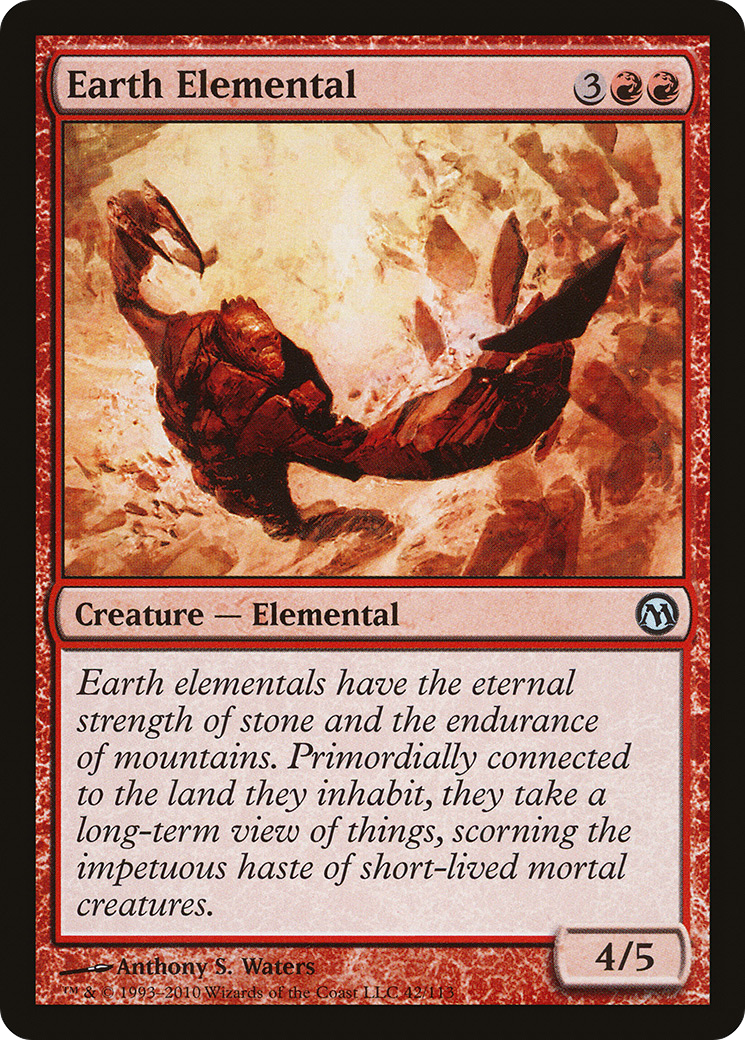 Earth Elemental 3
Creature — Elemental
Earth elementals have the eternal
strength of stone and the endurance
of mountains. Primordially connected
to the land they inhabit, they take a
long-term view of things, scorning the
impetuous haste of short-lived mortal
creatures.
4/5
Anthony S. Waters
™ & © 1993–2010 Wizards of the Coast LLC 42/113